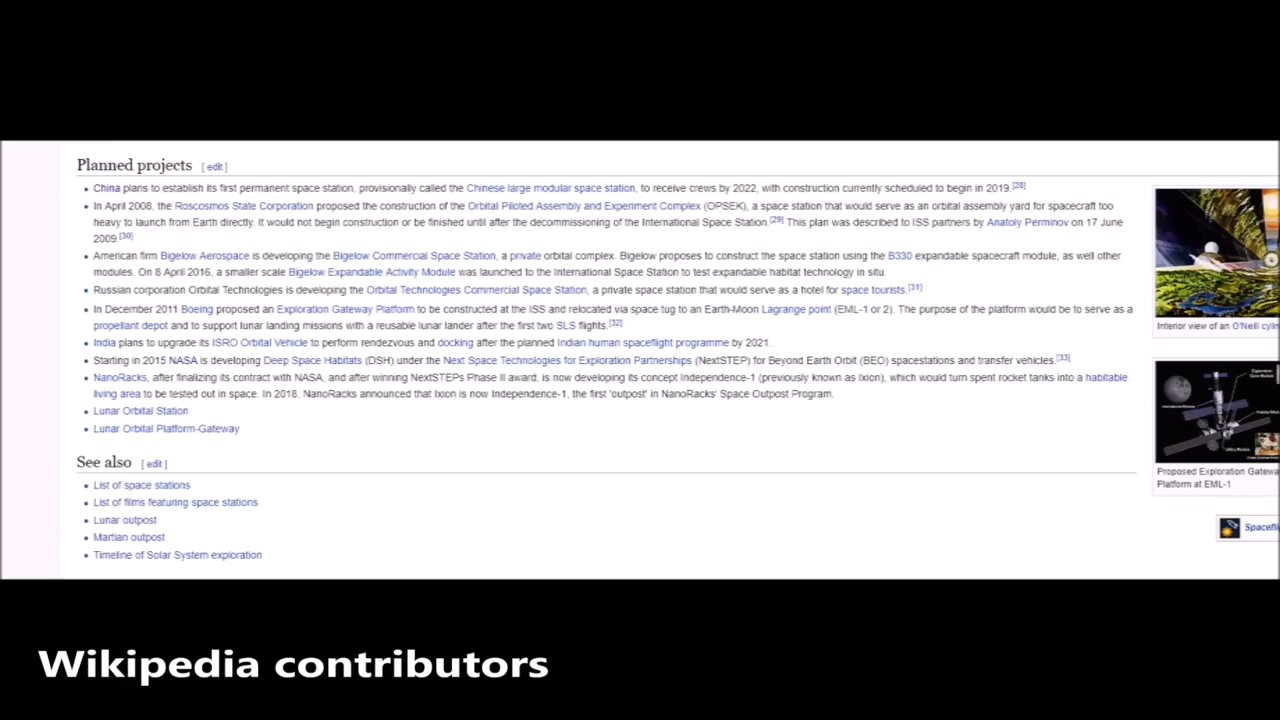 Planned projects [ edit ]
• China plans to establish its first permanent space station, provisionally called the Chinese large modular space station, to receive crews by 2022, with construction currently scheduled to begin in 2019.[28]
• In April 2008, the Roscosmos State Corporation proposed the construction of the Orbital Piloted Assembly and Experiment Complex (OPSEK), a space station that would serve as an orbital assembly yard for spacecraft too
heavy to launch from Earth directly. It would not begin construction or be finished until after the decommissioning of the International Space Station.[29] This plan was described to ISS partners by Anatoly Perminov on 17 June
2009.[30]
• American firm Bigelow Aerospace is developing the Bigelow Commercial Space Station, a private orbital complex. Bigelow proposes to construct the space station using the B330 expandable spacecraft module, as well other
modules. On 8 April 2016, a smaller scale Bigelow Expandable Activity Module was launched to the International Space Station to test expandable habitat technology in situ.
• Russian corporation Orbital Technologies is developing the Orbital Technologies Commercial Space Station, a private space station that would serve as a hotel for space tourists.[31]
• In December 2011 Boeing proposed an Exploration Gateway Platform to be constructed at the ISS and relocated via space tug to an Earth-Moon Lagrange point (EML-1 or 2). The purpose of the platform would be to serve as a
propellant depot and to support lunar landing missions with a reusable lunar lander after the first two SLS flights.[32]
• India plans to upgrade its ISRO Orbital Vehicle to perform rendezvous and docking after the planned Indian human spaceflight programme by 2021.
• Starting in 2015 NASA is developing Deep Space Habitats (DSH) under the Next Space Technologies for Exploration Partnerships (NextSTEP) for Beyond Earth Orbit (BEO) spacestations and transfer vehicles.[33]
• NanoRacks, after finalizing its contract with NASA, and after winning NextSTEPs Phase II award, is now developing its concept Independence-1 (previously known as Ixion), which would turn spent rocket tanks into a habitable
living area to be tested out in space. In 2018, NanoRacks announced that Ixion is now Independence-1, the first 'outpost' in NanoRacks' Space Outpost Program.
• Lunar Orbital Station
• Lunar Orbital Platform-Gateway
Interior view of an O'Neill cylin
Proposed Exploration Gatewa
Platform at EML-1
See also [ edit ]
• List of space stations
• List of films featuring space stations
• Lunar outpost
• Martian outpost
• Timeline of Solar System exploration
Spacefli
Wikipedia contributors